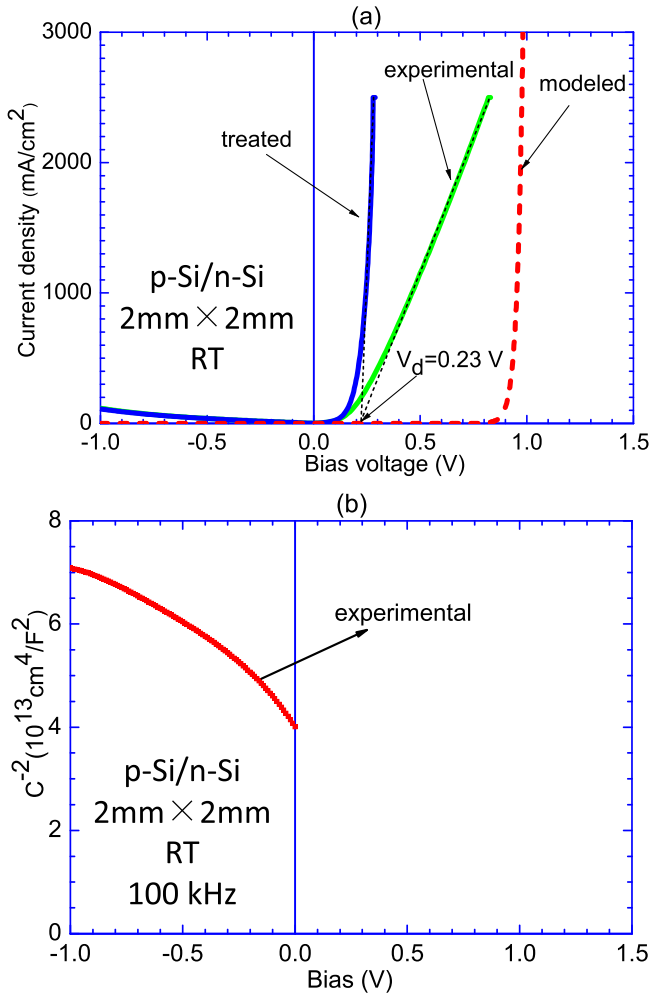 (a)
3000
2000
1000
0
Current density (mA/cm²)
experimental
modeled
treated
p-Si/n-Si
2mm×2mm
RT
V_d=0.23 V
-1.0 -0.5 0.0 0.5 1.0 1.5
Bias voltage (V)
(b)
8
6
4
2
0
C⁻²(10¹³cm⁴/F²)
experimental
p-Si/n-Si
2mm×2mm
RT
100 kHz
-1.0 -0.5 0.0 0.5 1.0 1.5
Bias (V)